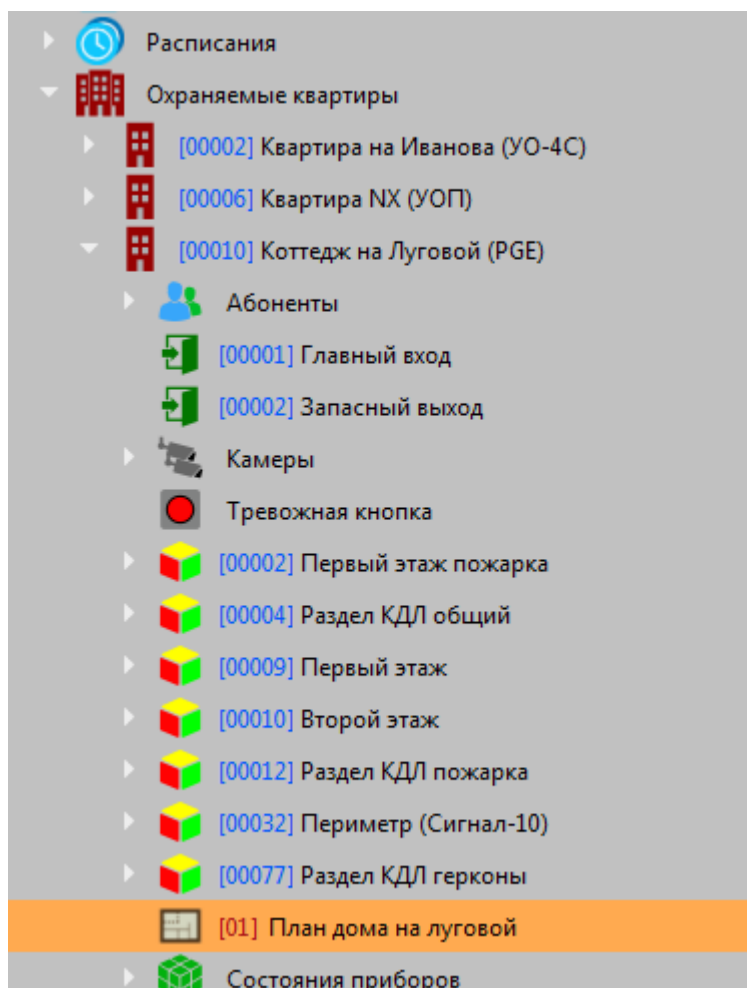 Расписания
Охраняемые квартиры
[00002] Квартира на Иванова (УО-4С)
[00006] Квартира NX (УОП)
[00010] Коттедж на Луговой (PGE)
Абоненты
[00001] Главный вход
[00002] Запасный выход
Камеры
Тревожная кнопка
[00002] Первый этаж пожарка
[00004] Раздел КДЛ общий
[00009] Первый этаж
[00010] Второй этаж
[00012] Раздел КДЛ пожарка
[00032] Периметр (Сигнал-10)
[00077] Раздел КДЛ герконы
[01] План дома на луговой
Состояния приборов